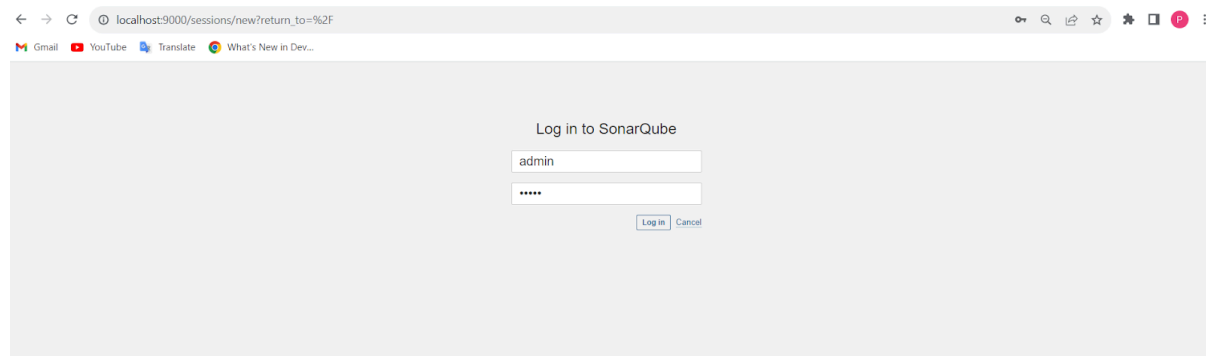 localhost:9000/sessions/new?return_to=%2F
P
Gmail YouTube Translate What's New in Dev...
Log in to SonarQube
admin
•••••
Log in Cancel